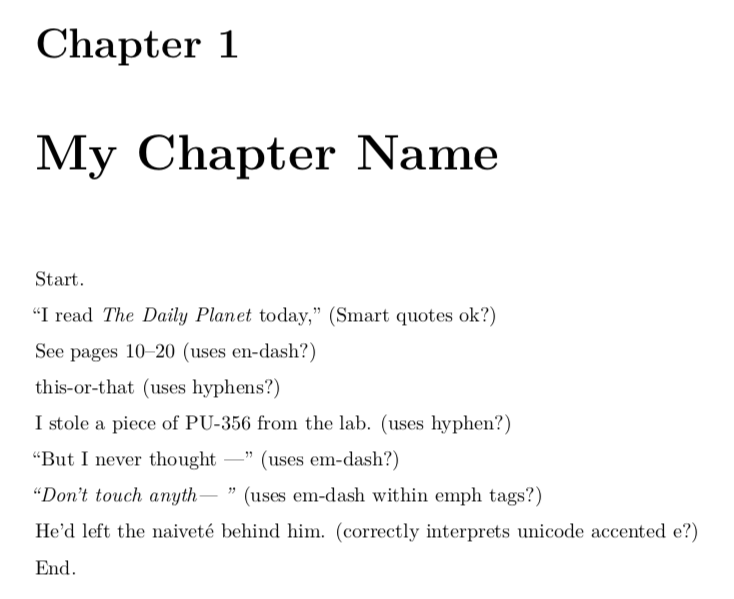 Chapter 1
My Chapter Name
Start.
“I read The Daily Planet today,” (Smart quotes ok?)
See pages 10–20 (uses en-dash?)
this-or-that (uses hyphens?)
I stole a piece of PU-356 from the lab. (uses hyphen?)
“But I never thought —” (uses em-dash?)
“Don’t touch anyth— ” (uses em-dash within emph tags?)
He’d left the naiveté behind him. (correctly interprets unicode accented e?)
End.